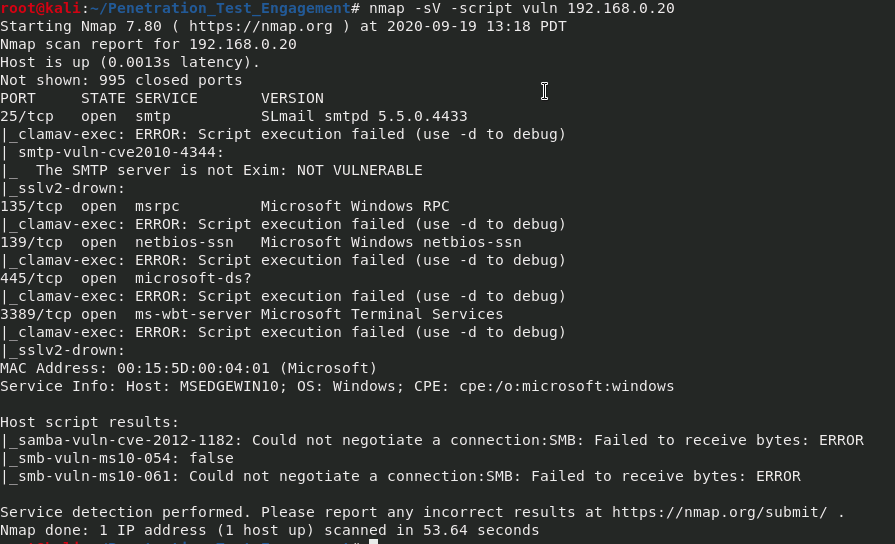 root@kali:~/Penetration_Test_Engagement# nmap -sV -script vuln 192.168.0.20
Starting Nmap 7.80 ( https://nmap.org ) at 2020-09-19 13:18 PDT
Nmap scan report for 192.168.0.20
Host is up (0.0013s latency).
Not shown: 995 closed ports
PORT     STATE SERVICE       VERSION
25/tcp   open  smtp          SLmail smtpd 5.5.0.4433
|_clamav-exec: ERROR: Script execution failed (use -d to debug)
| smtp-vuln-cve2010-4344:
|_  The SMTP server is not Exim: NOT VULNERABLE
|_sslv2-drown:
135/tcp  open  msrpc         Microsoft Windows RPC
|_clamav-exec: ERROR: Script execution failed (use -d to debug)
139/tcp  open  netbios-ssn   Microsoft Windows netbios-ssn
|_clamav-exec: ERROR: Script execution failed (use -d to debug)
445/tcp  open  microsoft-ds?
|_clamav-exec: ERROR: Script execution failed (use -d to debug)
3389/tcp open  ms-wbt-server Microsoft Terminal Services
|_clamav-exec: ERROR: Script execution failed (use -d to debug)
|_sslv2-drown:
MAC Address: 00:15:5D:00:04:01 (Microsoft)
Service Info: Host: MSEDGEWIN10; OS: Windows; CPE: cpe:/o:microsoft:windows

Host script results:
|_samba-vuln-cve-2012-1182: Could not negotiate a connection:SMB: Failed to receive bytes: ERROR
|_smb-vuln-ms10-054: false
|_smb-vuln-ms10-061: Could not negotiate a connection:SMB: Failed to receive bytes: ERROR

Service detection performed. Please report any incorrect results at https://nmap.org/submit/ .
Nmap done: 1 IP address (1 host up) scanned in 53.64 seconds